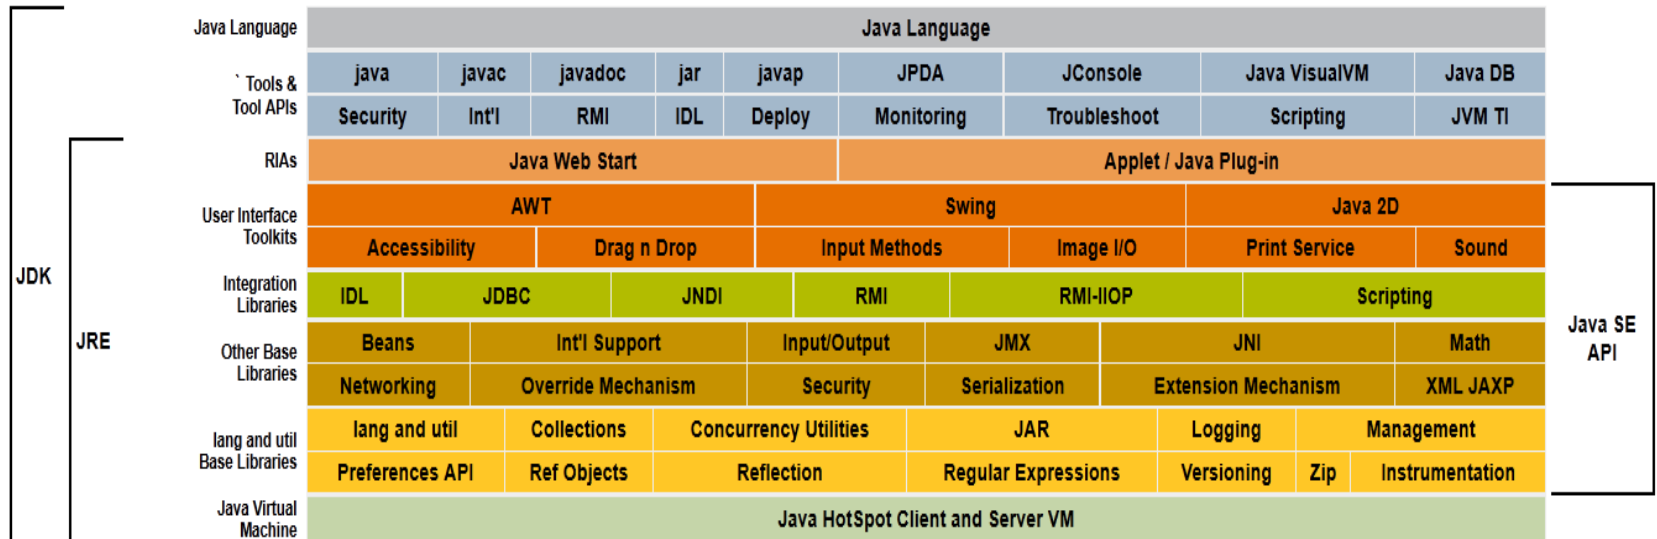 Java Language Java Language
` Tools & Tool APIs
java javac javadoc jar javap JPDA JConsole Java VisualVM Java DB
Security Int'l RMI IDL Deploy Monitoring Troubleshoot Scripting JVM TI
RIAs Java Web Start Applet / Java Plug-in
User Interface Toolkits
AWT Swing Java 2D
Accessibility Drag n Drop Input Methods Image I/O Print Service Sound
JDK
Integration Libraries
IDL JDBC JNDI RMI RMI-IIOP Scripting
JRE
Java SE
API
Other Base Libraries
Beans Int'l Support Input/Output JMX JNI Math
Networking Override Mechanism Security Serialization Extension Mechanism XML JAXP
lang and util Base Libraries
lang and util Collections Concurrency Utilities JAR Logging Management
Preferences API Ref Objects Reflection Regular Expressions Versioning Zip Instrumentation
Java Virtual Machine
Java HotSpot Client and Server VM